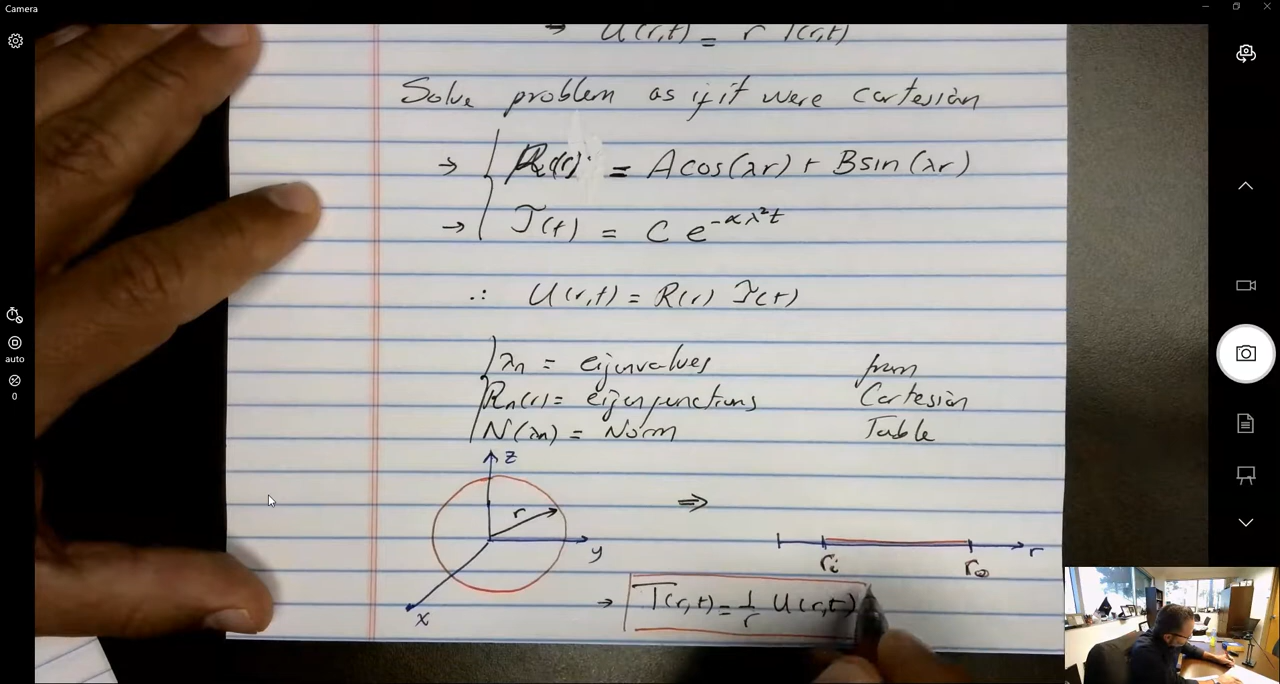 Camera
⇒ U(r,t) = r T(r,t)
Solve problem as if it were cartesian
→ R(r) = A cos(λr) + B sin(λr)
→ T(t) = C e^{-αλ²t}
∴ U(r,t) = R(r) T(t)
λn = eigenvalues from
Rn(r) = eigenfunctions Cartesian
N(λn) = Norm Table
z
r
⇒
y
r
ri
ro
x
→ T(r,t) = 1/r U(r,t)
auto
0